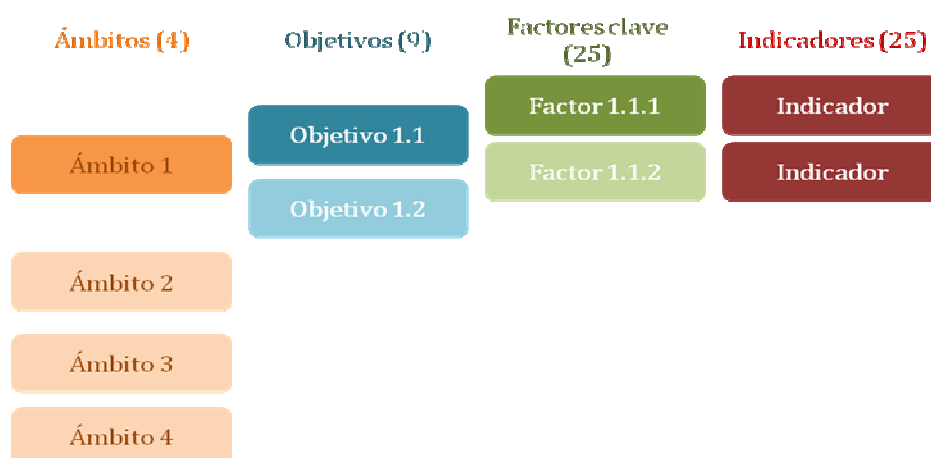 Ámbitos (4)
Objetivos (9)
Factores clave
(25)
Indicadores (25)
Ámbito 1
Ámbito 2
Ámbito 3
Ámbito 4
Objetivo 1.1
Objetivo 1.2
Factor 1.1.1
Factor 1.1.2
Indicador
Indicador